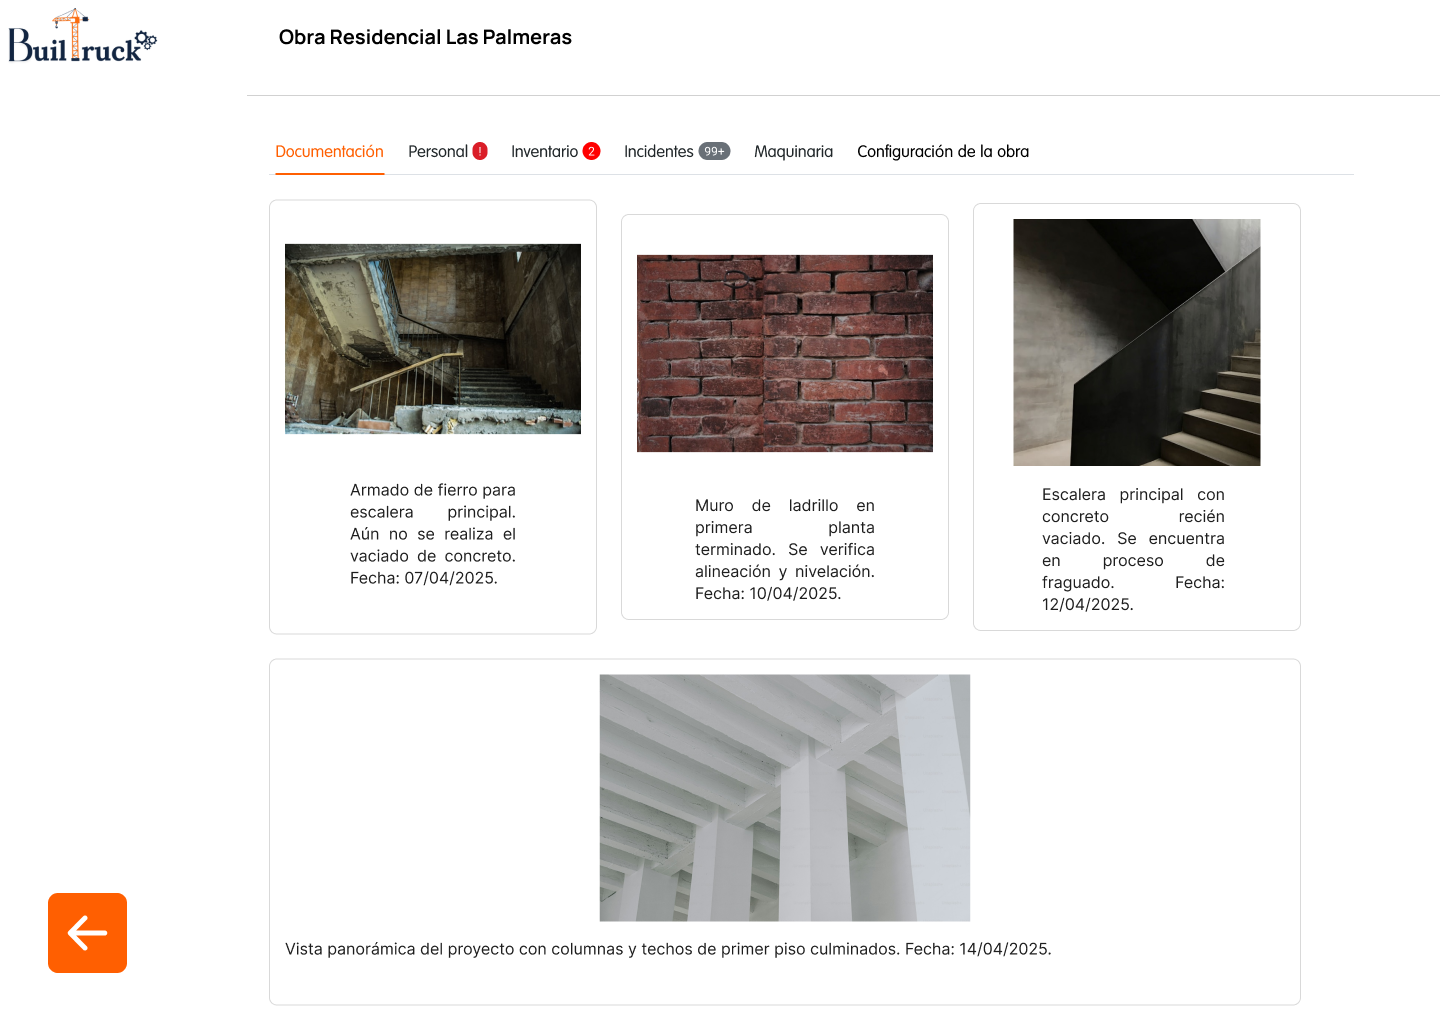 BuilTruck
Obra Residencial Las Palmeras
Documentación Personal ! Inventario 2 Incidentes 99+ Maquinaria Configuración de la obra
Armado de fierro para
escalera principal.
Aún no se realiza el
vaciado de concreto.
Fecha: 07/04/2025.
Muro de ladrillo en
primera planta
terminado. Se verifica
alineación y nivelación.
Fecha: 10/04/2025.
Escalera principal con
concreto recién
vaciado. Se encuentra
en proceso de
fraguado. Fecha:
12/04/2025.
Vista panorámica del proyecto con columnas y techos de primer piso culminados. Fecha: 14/04/2025.